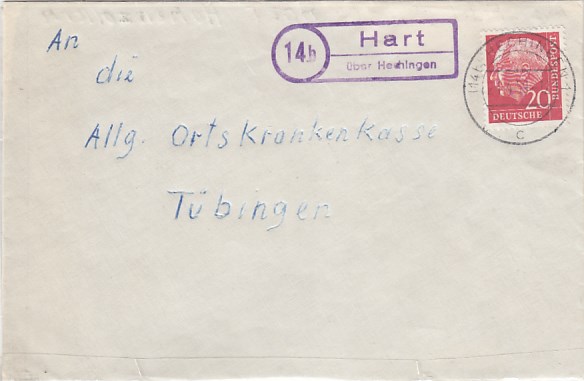 An
die
Allg. Ortskrankenkasse
Tübingen
14b
Hart
über Hechingen
20
DEUTSCHE
BUNDESPOST
c